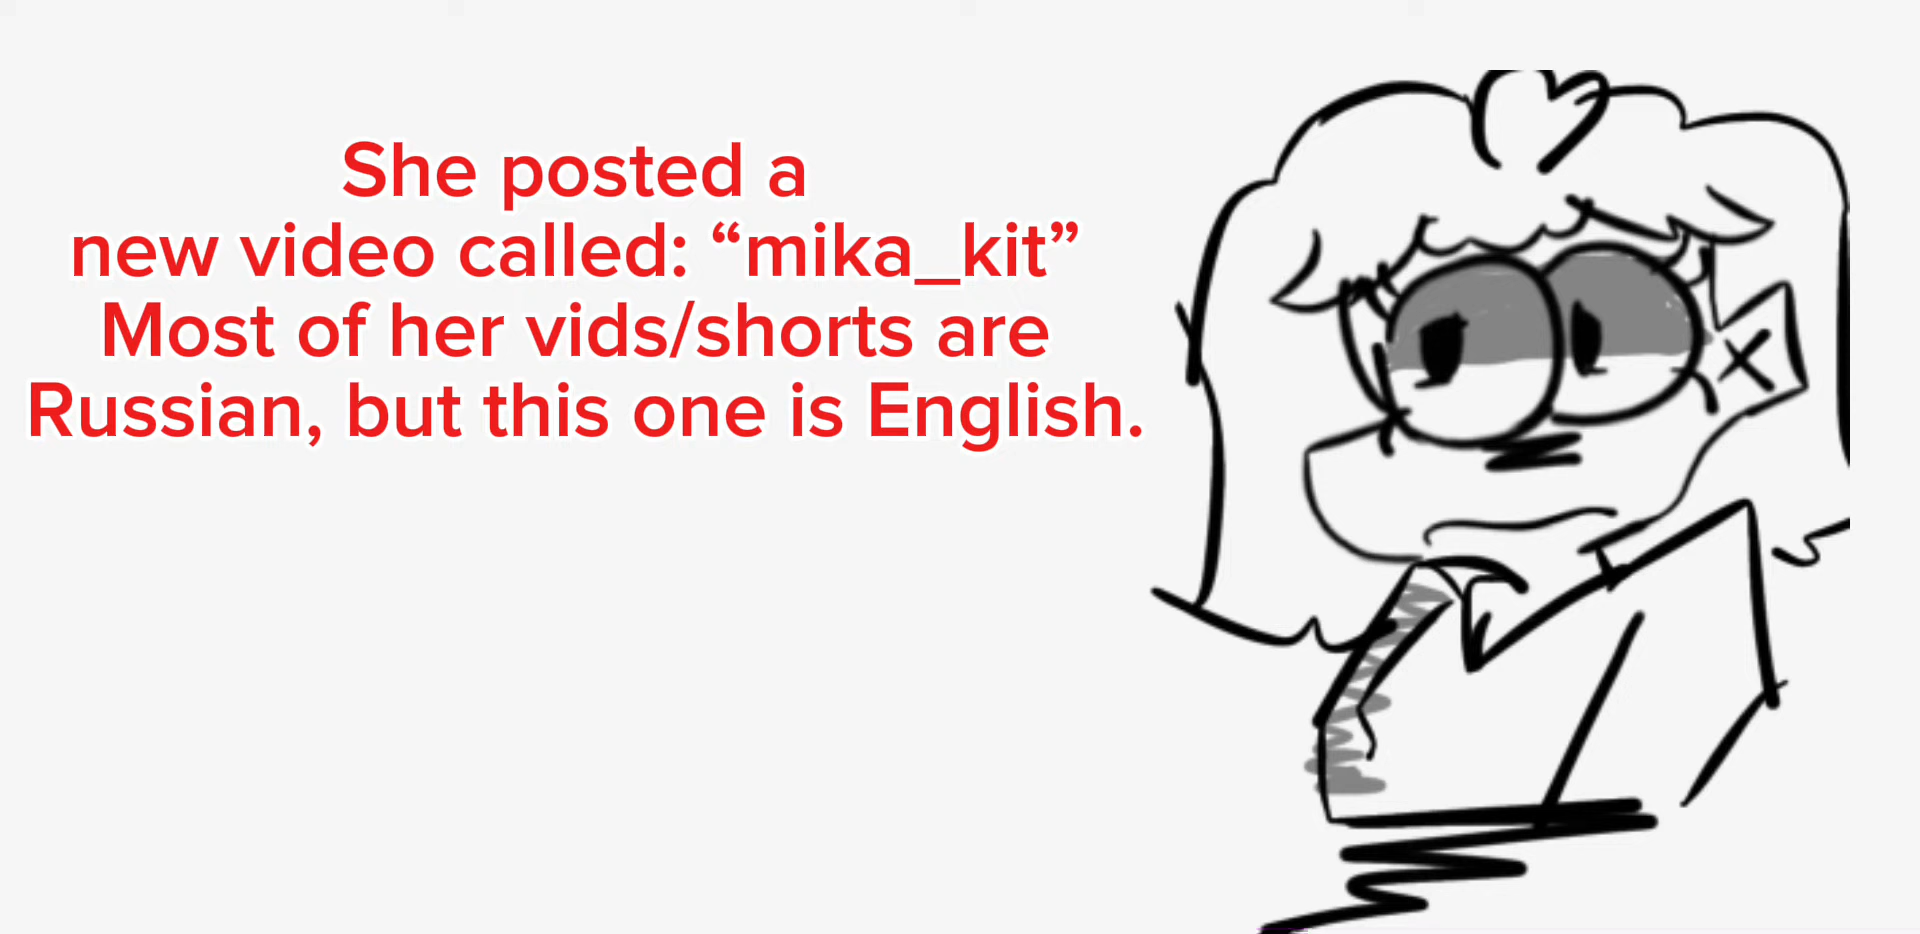 She posted a
new video called: “mika_kit”
Most of her vids/shorts are
Russian, but this one is English.